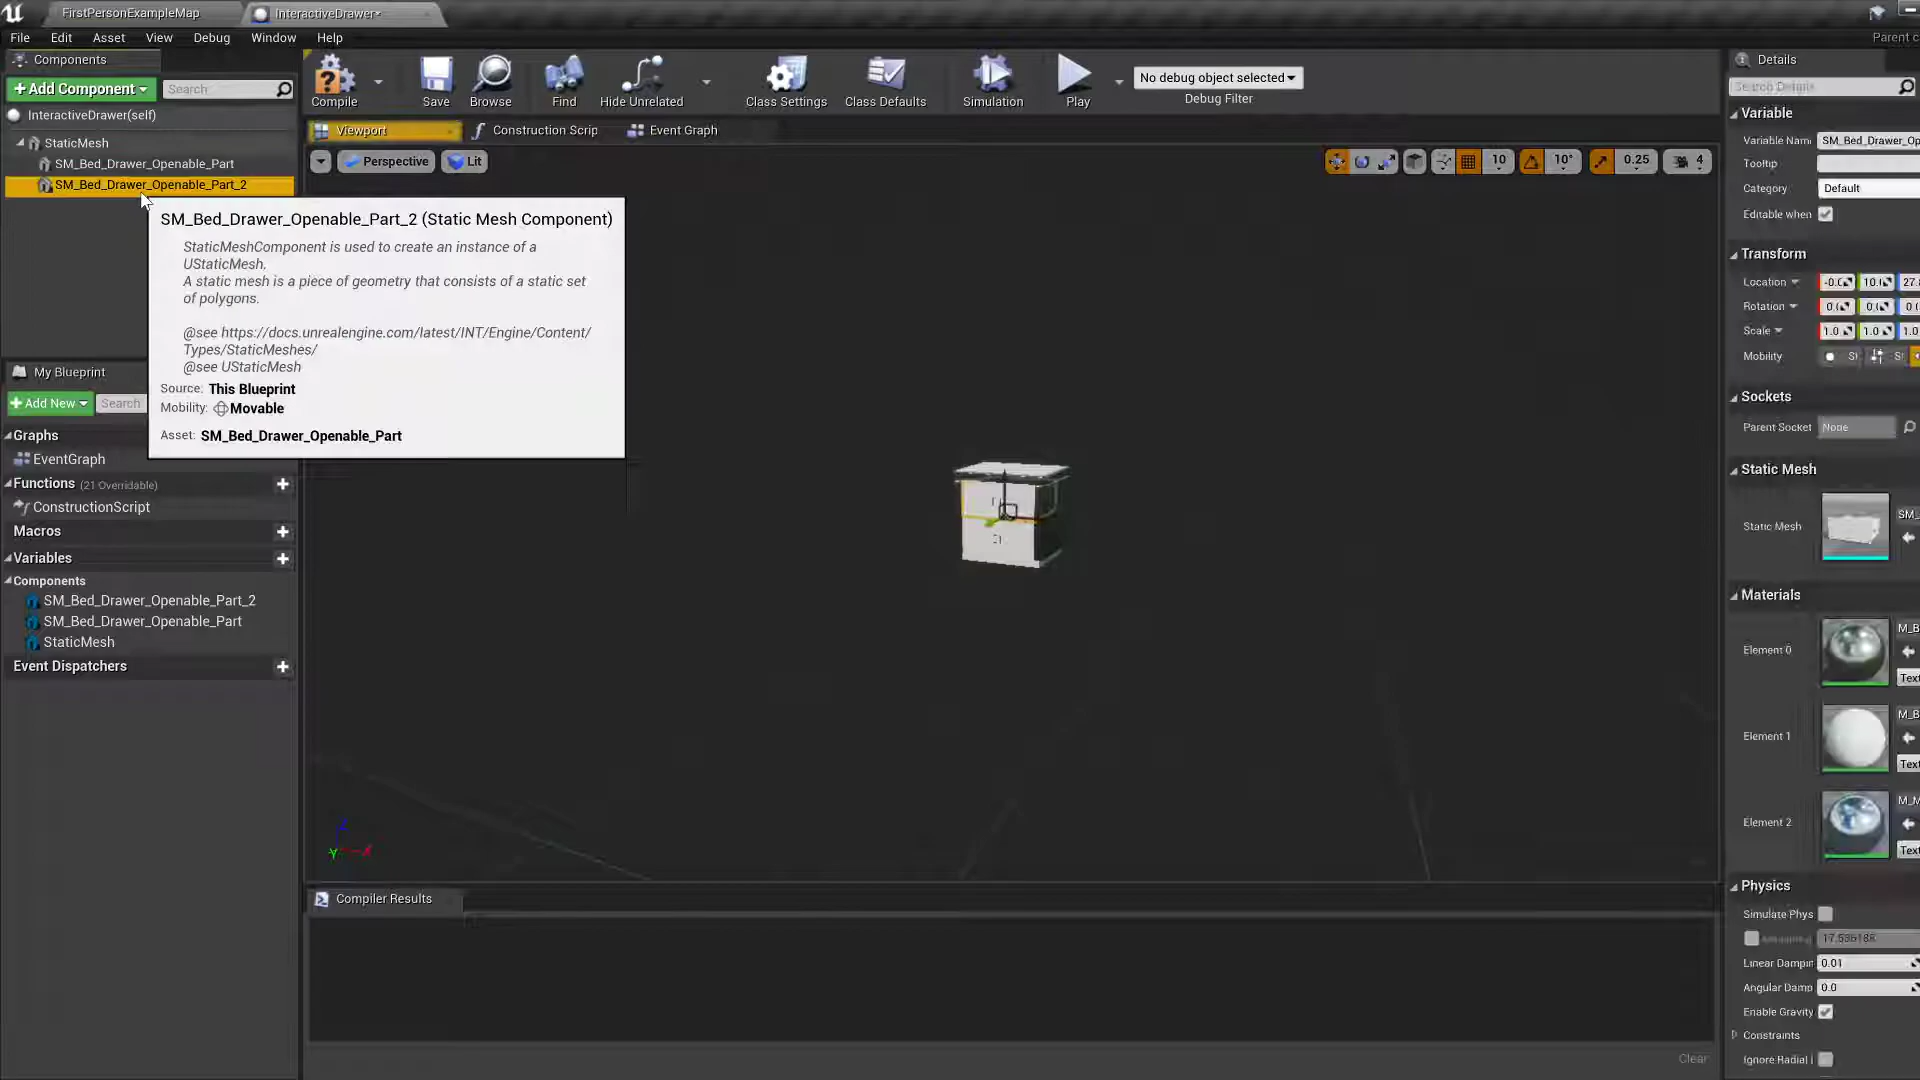 FirstPersonExampleMap
InteractiveDrawer*
File Edit Asset View Debug Window Help
Parent c
Components
+Add Component
Search
InteractiveDrawer(self)
StaticMesh
SM_Bed_Drawer_Openable_Part
SM_Bed_Drawer_Openable_Part_2
Compile
Save
Browse
Find
Hide Unrelated
Class Settings
Class Defaults
Simulation
Play
No debug object selected
Debug Filter
Viewport
Construction Scrip
Event Graph
Perspective
Lit
10
10°
0.25
4
SM_Bed_Drawer_Openable_Part_2 (Static Mesh Component)
StaticMeshComponent is used to create an instance of a
UStaticMesh.
A static mesh is a piece of geometry that consists of a static set
of polygons.
@see https://docs.unrealengine.com/latest/INT/Engine/Content/
Types/StaticMeshes/
@see UStaticMesh
Source: This Blueprint
Mobility: Movable
Asset: SM_Bed_Drawer_Openable_Part
My Blueprint
+Add New
Search
Graphs
EventGraph
Functions (21 Overridable)
ConstructionScript
Macros
Variables
Components
SM_Bed_Drawer_Openable_Part_2
SM_Bed_Drawer_Openable_Part
StaticMesh
Event Dispatchers
Compiler Results
Clear
Details
Search Details
Variable
Variable Name SM_Bed_Drawer_Op
Tooltip
Category Default
Editable when
Transform
Location -0.0 10.0 27.
Rotation 0.0 0.0 0.0
Scale 1.0 1.0 1.0
Mobility
Sockets
Parent Socket None
Static Mesh
Static Mesh SM_
Materials
Element 0 M_B
Text
Element 1 M_B
Text
Element 2 M_M
Text
Physics
Simulate Phys
Linear Dampin 0.01
Angular Damp 0.0
Enable Gravity
Constraints
Ignore Radial I